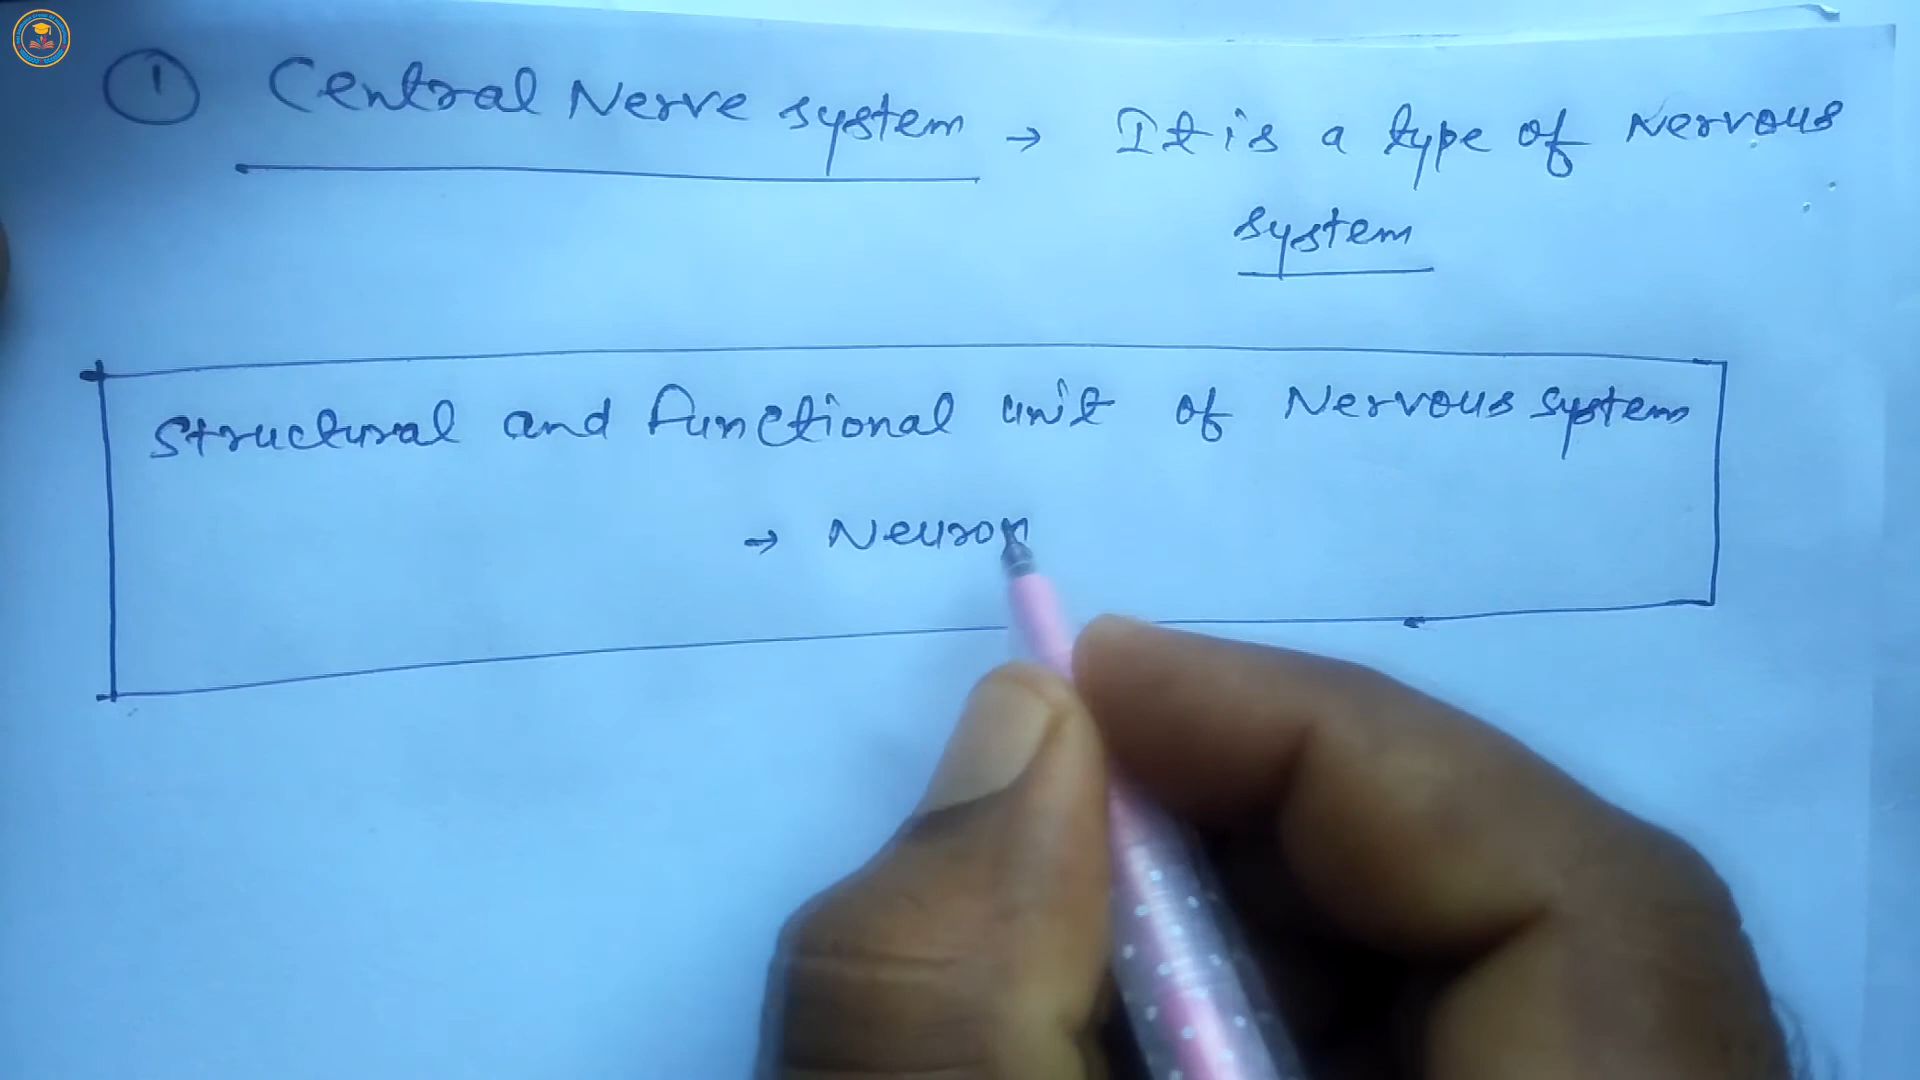 1 Central Nerve system → It is a type of Nervous
system
Structural and functional unit of Nervous system
→ Neuron